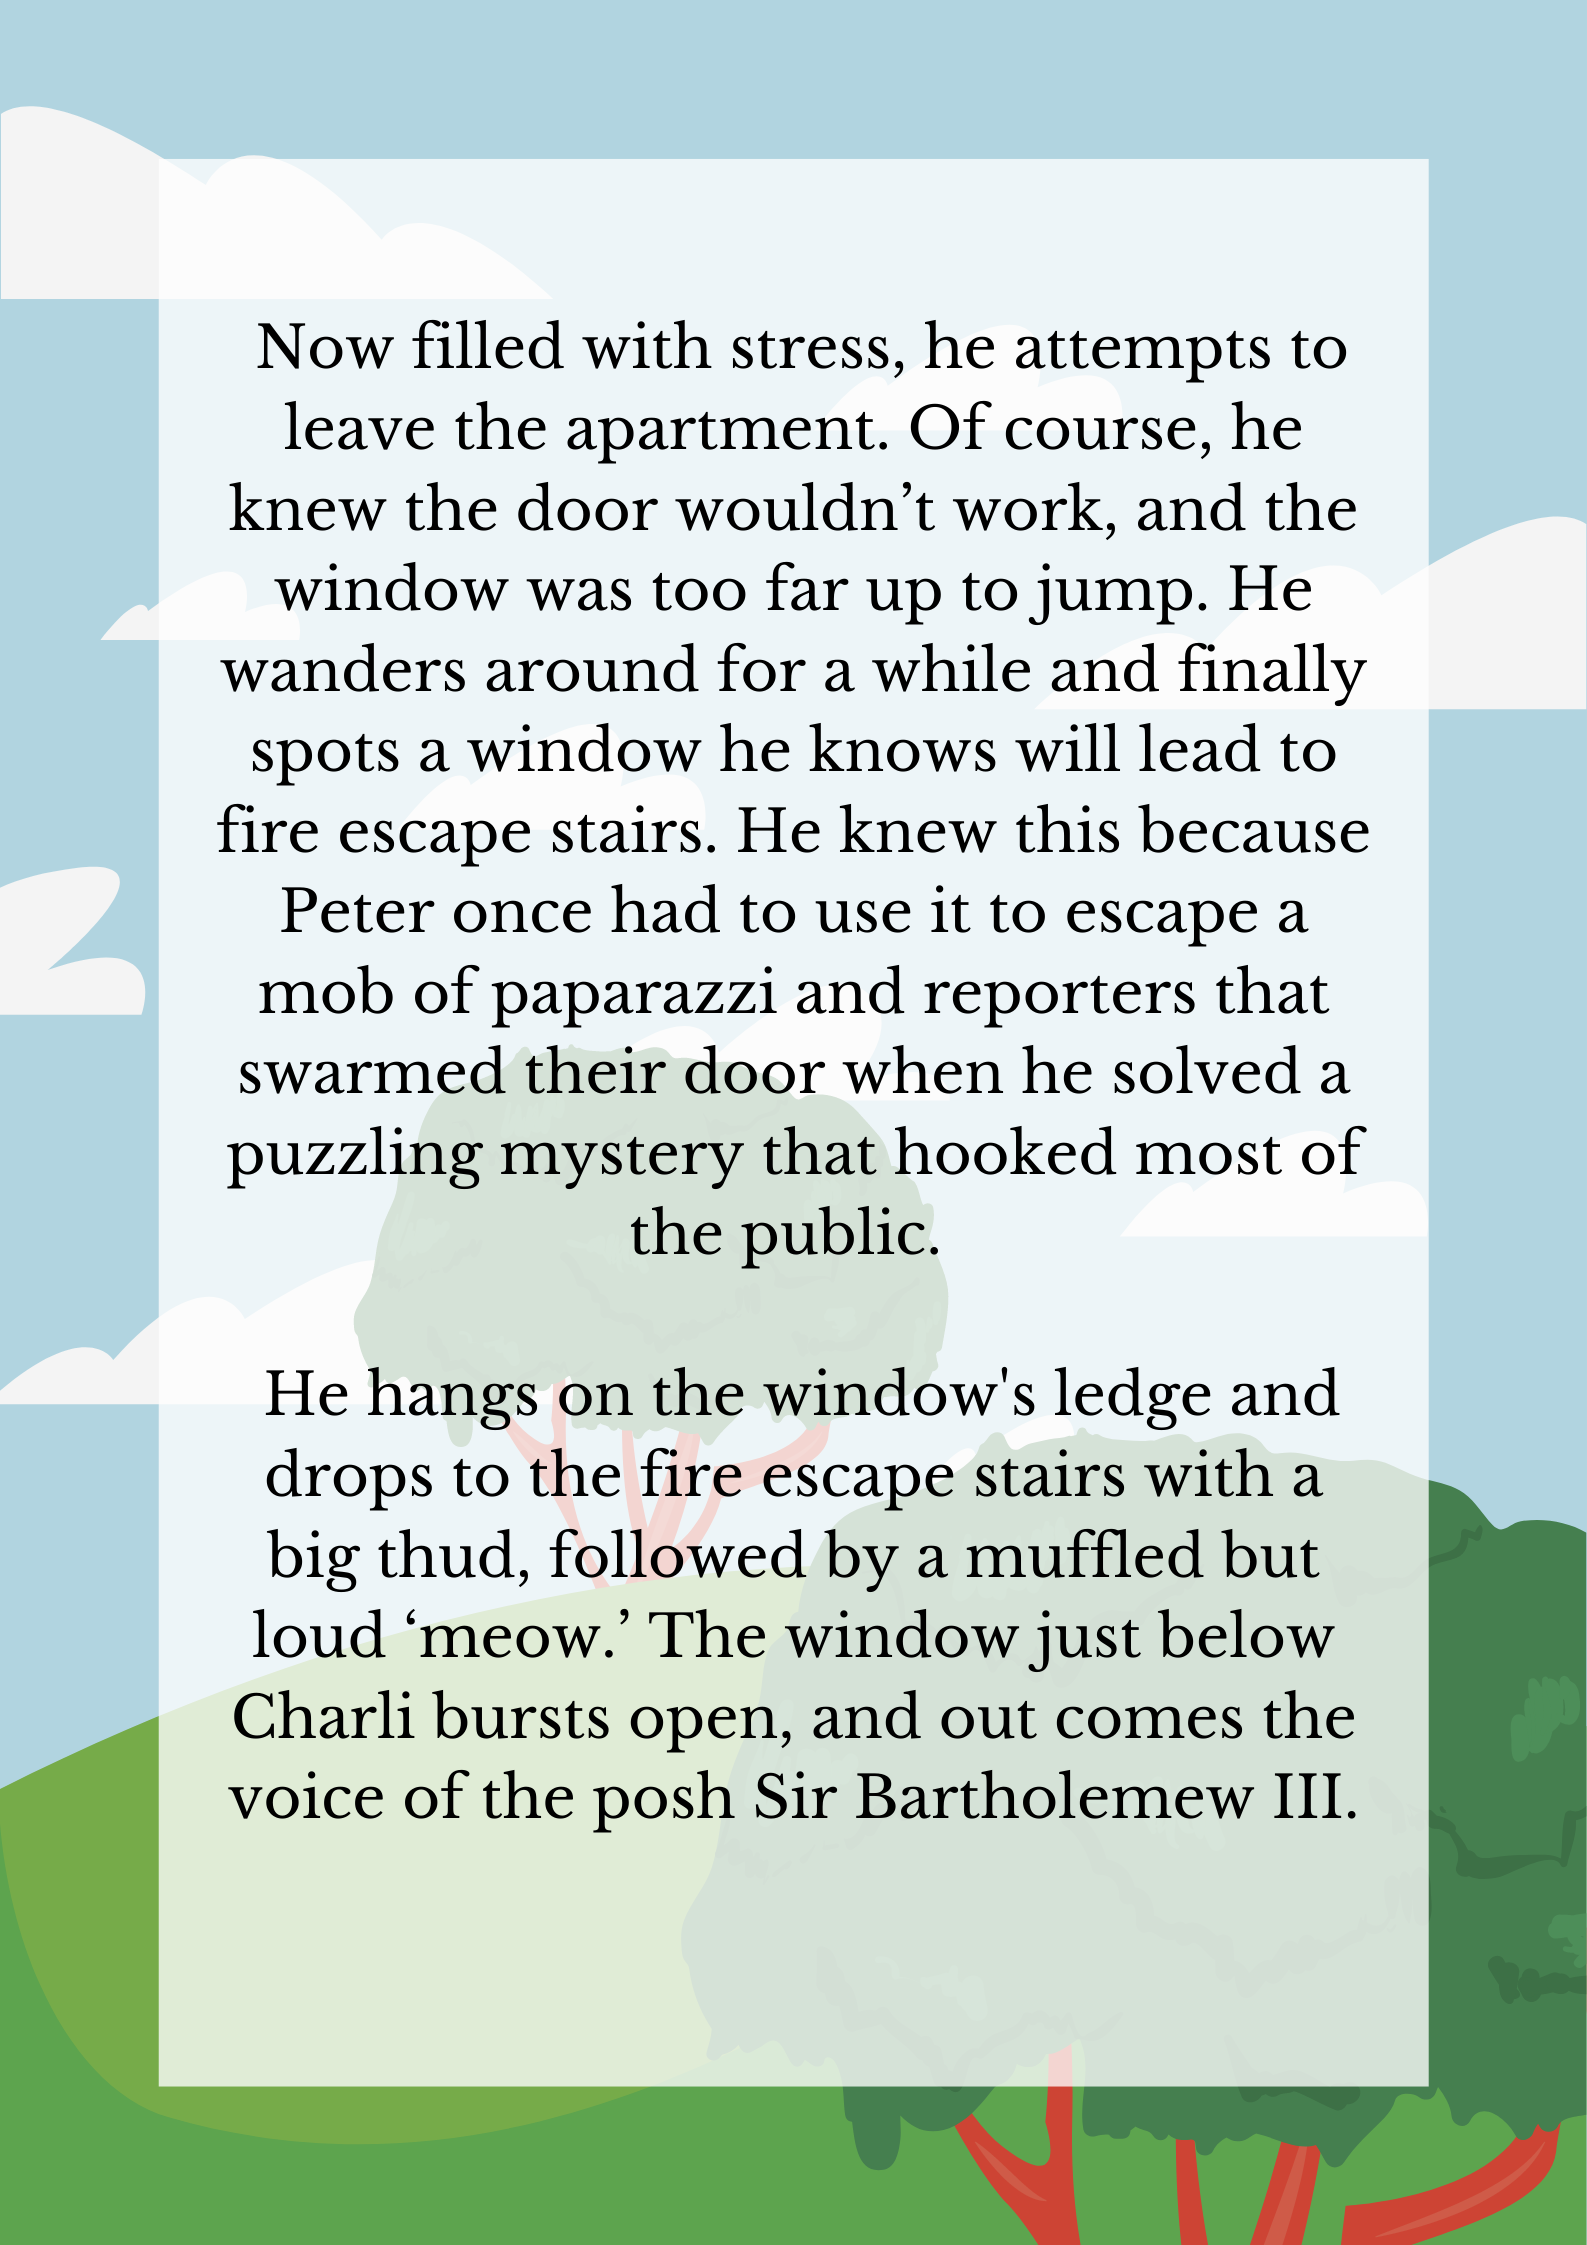 Now filled with stress, he attempts to
leave the apartment. Of course, he
knew the door wouldn’t work, and the
window was too far up to jump. He
wanders around for a while and finally
spots a window he knows will lead to
fire escape stairs. He knew this because
Peter once had to use it to escape a
mob of paparazzi and reporters that
swarmed their door when he solved a
puzzling mystery that hooked most of
the public.
He hangs on the window's ledge and
drops to the fire escape stairs with a
big thud, followed by a muffled but
loud ‘meow.’ The window just below
Charli bursts open, and out comes the
voice of the posh Sir Bartholemew III.